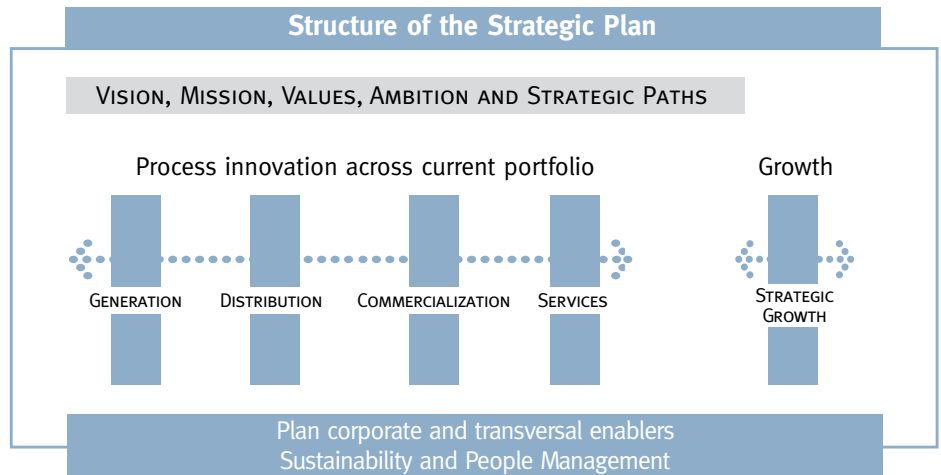 Structure of the Strategic Plan
Vision, Mission, Values, Ambition and Strategic Paths
Process innovation across current portfolio
Growth
Generation
Distribution
Commercialization
Services
Strategic
Growth
Plan corporate and transversal enablers
Sustainability and People Management